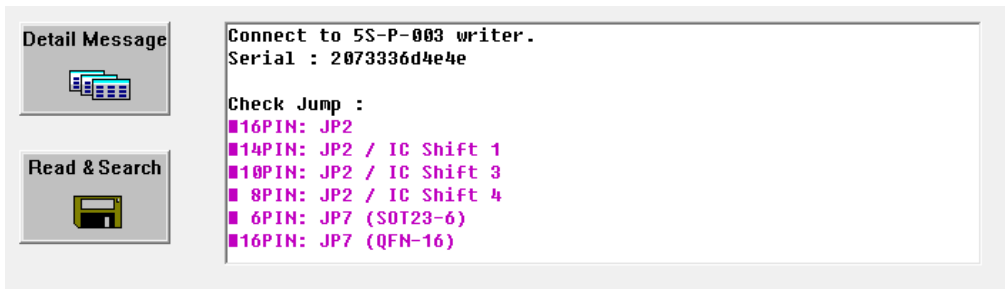 Detail Message
Read & Search
Connect to 5S-P-003 writer.
Serial : 2073336d4e4e
Check Jump :
■16PIN: JP2
■14PIN: JP2 / IC Shift 1
■10PIN: JP2 / IC Shift 3
■ 8PIN: JP2 / IC Shift 4
■ 6PIN: JP7 (SOT23-6)
■16PIN: JP7 (QFN-16)